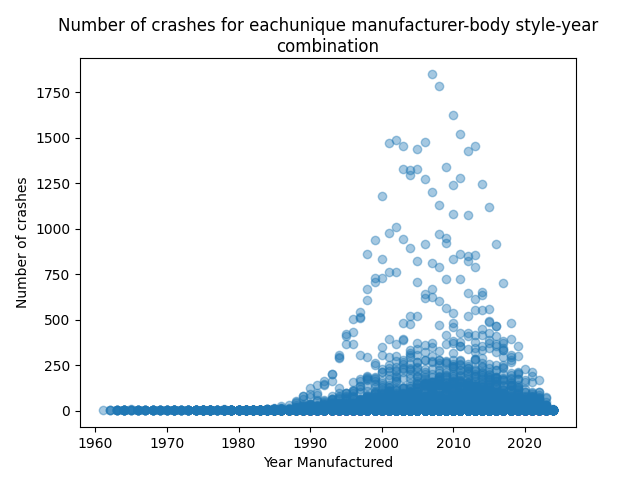 Number of crashes for eachunique manufacturer-body style-year
combination
Number of crashes
1750
1500
1250
1000
750
500
250
0
1960 1970 1980 1990 2000 2010 2020
Year Manufactured